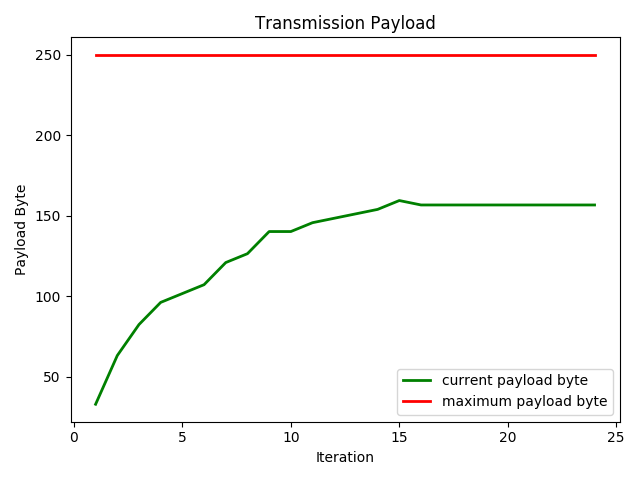 Transmission Payload
250
200
150
100
50
Payload Byte
current payload byte
maximum payload byte
0
5
10
15
20
25
Iteration